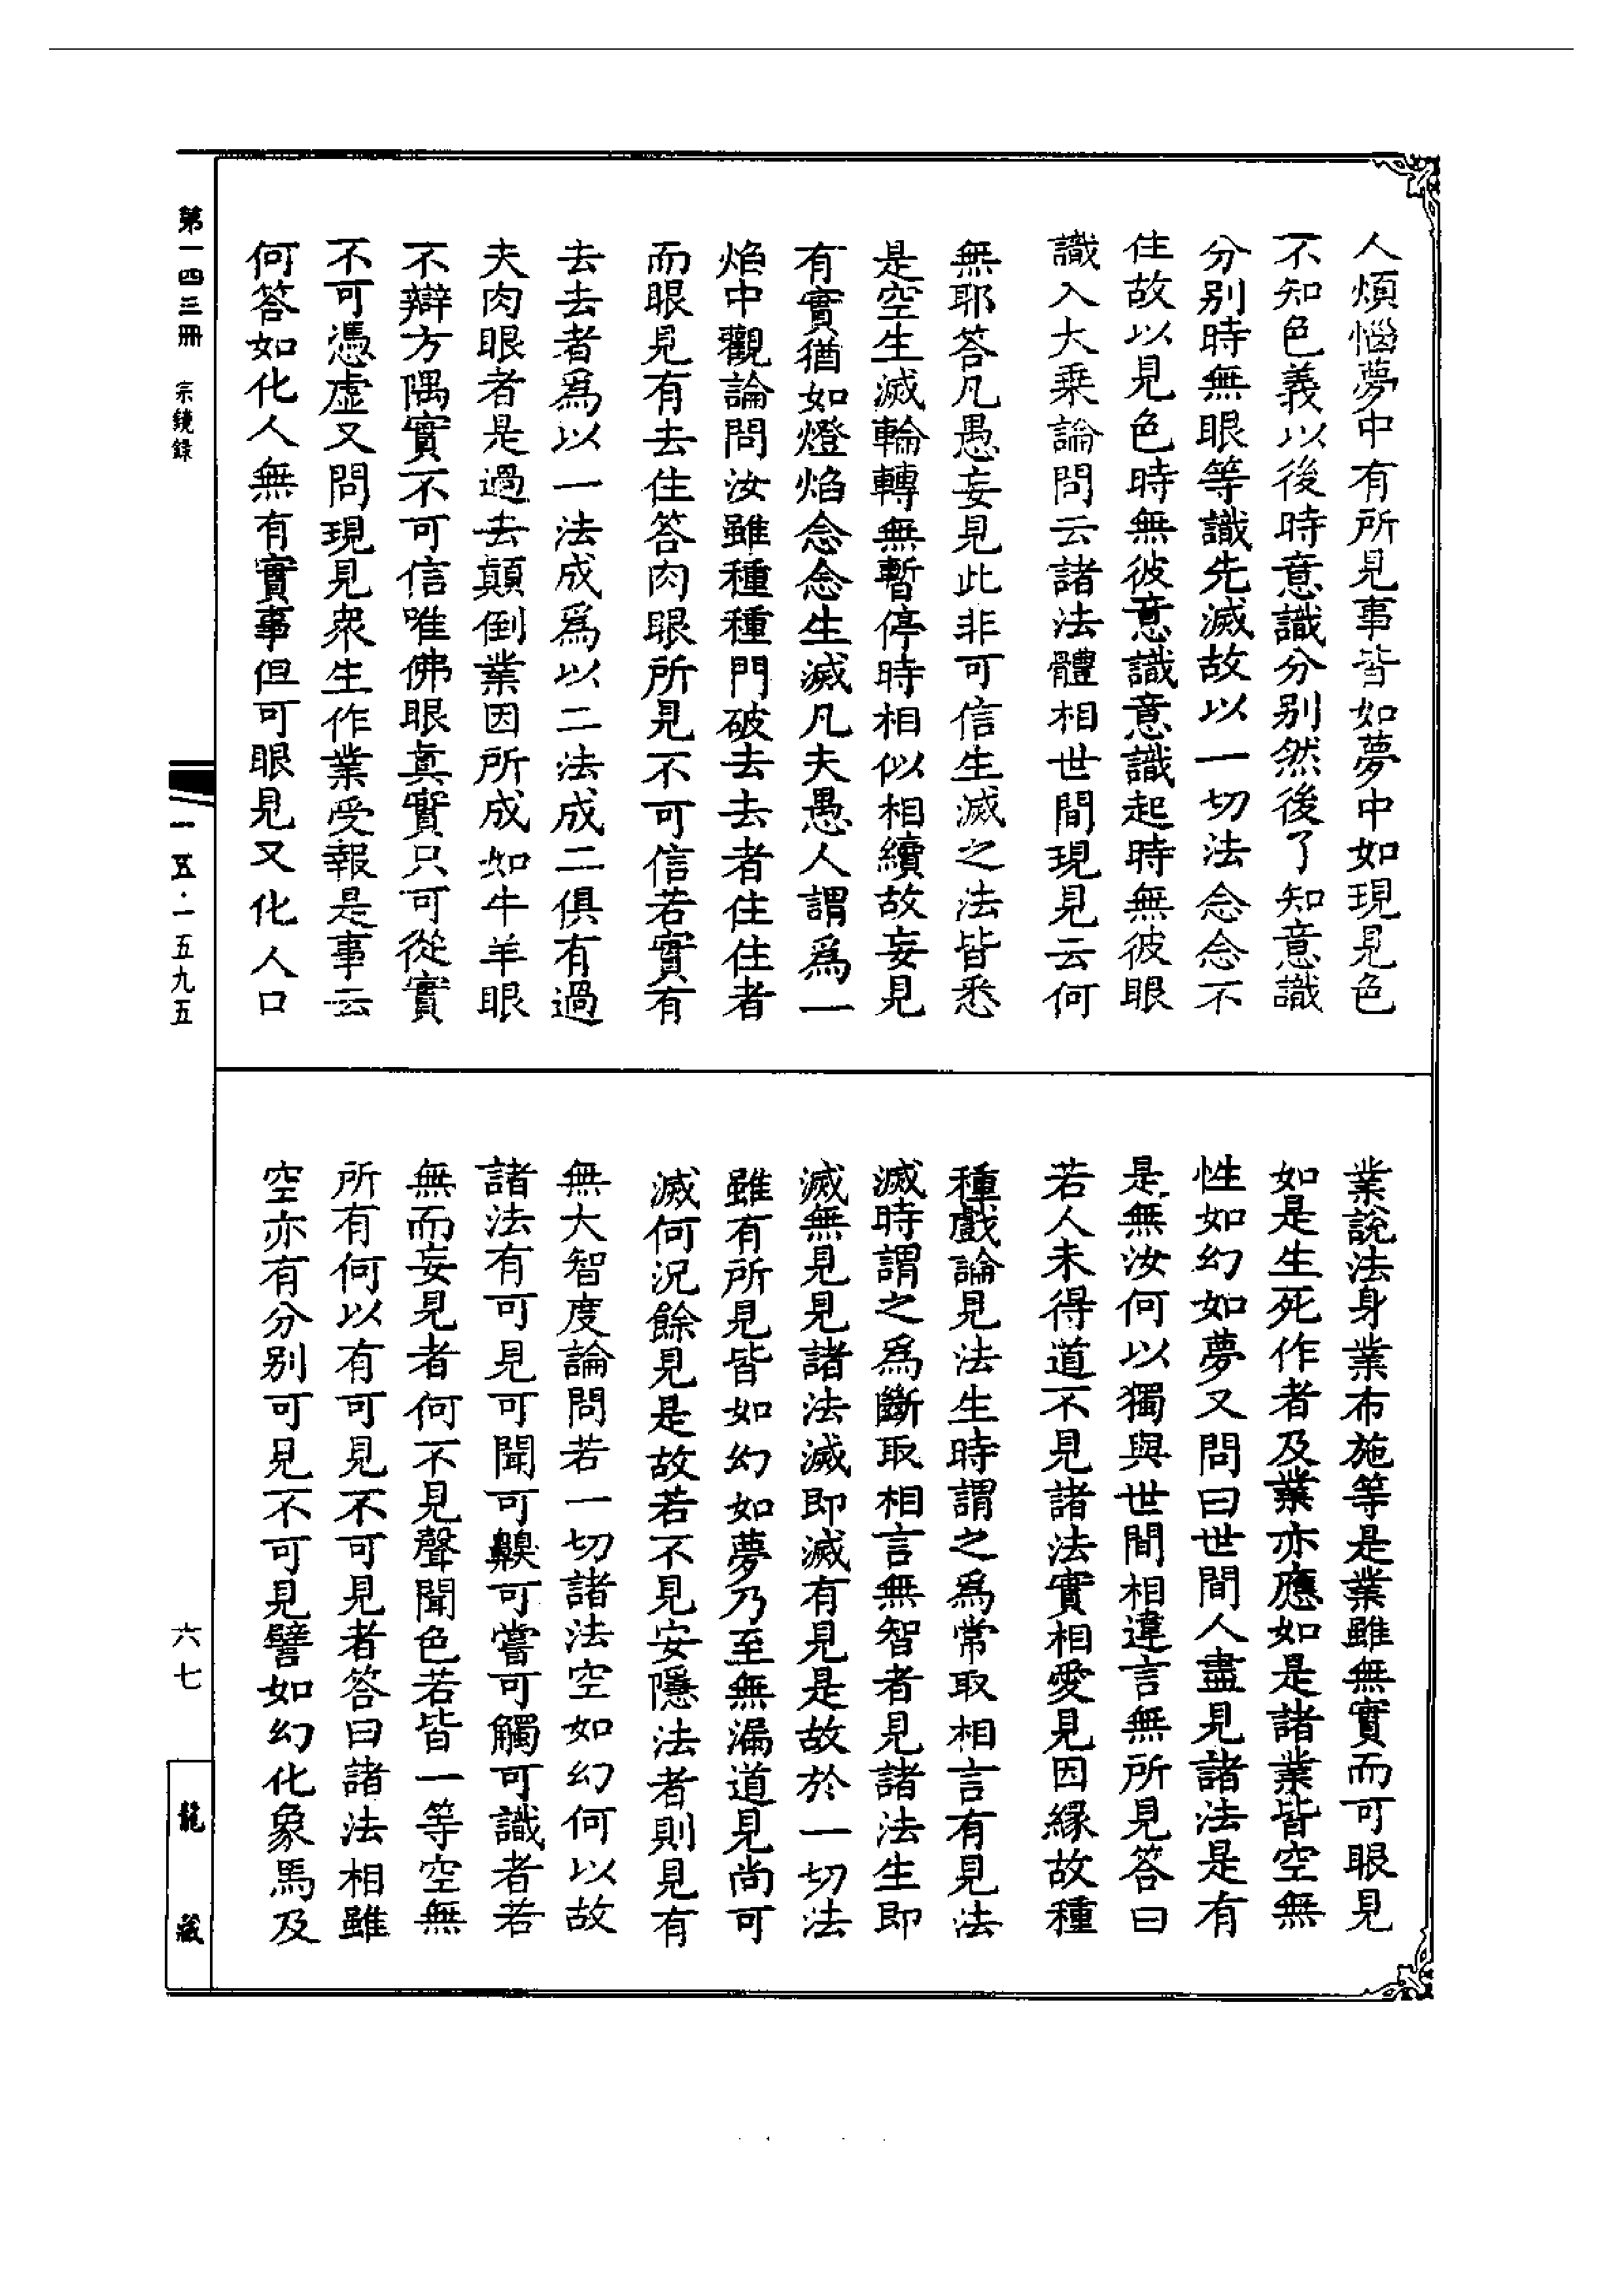 人煩惱夢中有所見事皆如夢中如現見色
不知色義以後時意識分别然後了知意識
分别時無眼等識先滅故以一切法念念不
住故以見色時無彼意識意識起時無彼眼
識入大乗論問云諸法體相世間現見云何
無耶答凡愚妄見此非可信生滅之法皆悉
是空生滅輪轉無暫停時相似相續故妄見
有實猶如燈焰念念生滅凡夫愚人謂爲一
焰中觀論問汝雖種種門破去去者住住者
而眼見有去住答肉眼所見不可信若實有
去去者爲以一法成爲以二法成二俱有過
夫肉眼者是過去顛倒業因所成如牛羊眼
不辯方隅實不可信唯佛眼真實只可從實
不可憑虛又問現見衆生作業受報是事云
何答如化人無有實事但可眼見又化人口
業說法身業布施等是業雖無實而可眼見
如是生死作者及業亦應如是諸業皆空無
性如幻如夢又問曰世間人盡見諸法是有
是無汝何以獨與世間相違言無所見答曰
若人未得道不見諸法實相愛見因緣故種
種戲論見法生時謂之爲常取相言有見法
滅時謂之爲斷取相言無智者見諸法生即
滅無見見諸法滅即滅有見是故於一切法
雖有所見皆如幻如夢乃至無漏道見尚可
滅何況餘見是故若不見安隱法者則見有
無大智度論問若一切諸法空如幻何以故
諸法有可見可聞可齅可嘗可觸可識者若
無而妄見者何不見聲聞色若皆一等空無
所有何以有可見不可見者答曰諸法相雖
空亦有分别可見不可見譬如幻化象馬及
第一四三冊 宗鏡錄
一五·一五九五
六七
龍藏